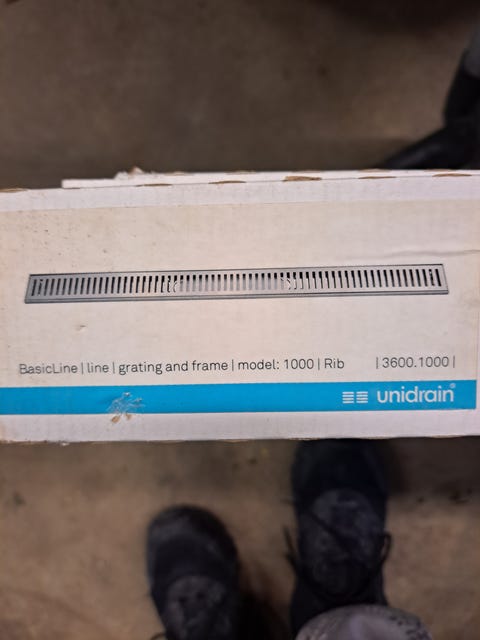 BasicLine | line | grating and frame | model: 1000 | Rib | 3600.1000 |
unidrain®